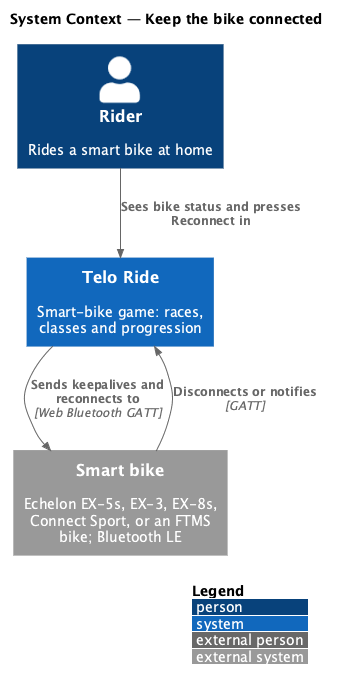 System Context — Keep the bike connected
Rider
Rides a smart bike at home
Sees bike status and presses
Reconnect in
Telo Ride
Smart-bike game: races,
classes and progression
Sends keepalives and
reconnects to
[Web Bluetooth GATT]
Disconnects or notifies
[GATT]
Smart bike
Echelon EX-5s, EX-3, EX-8s,
Connect Sport, or an FTMS
bike; Bluetooth LE
Legend
person
system
external person
external system